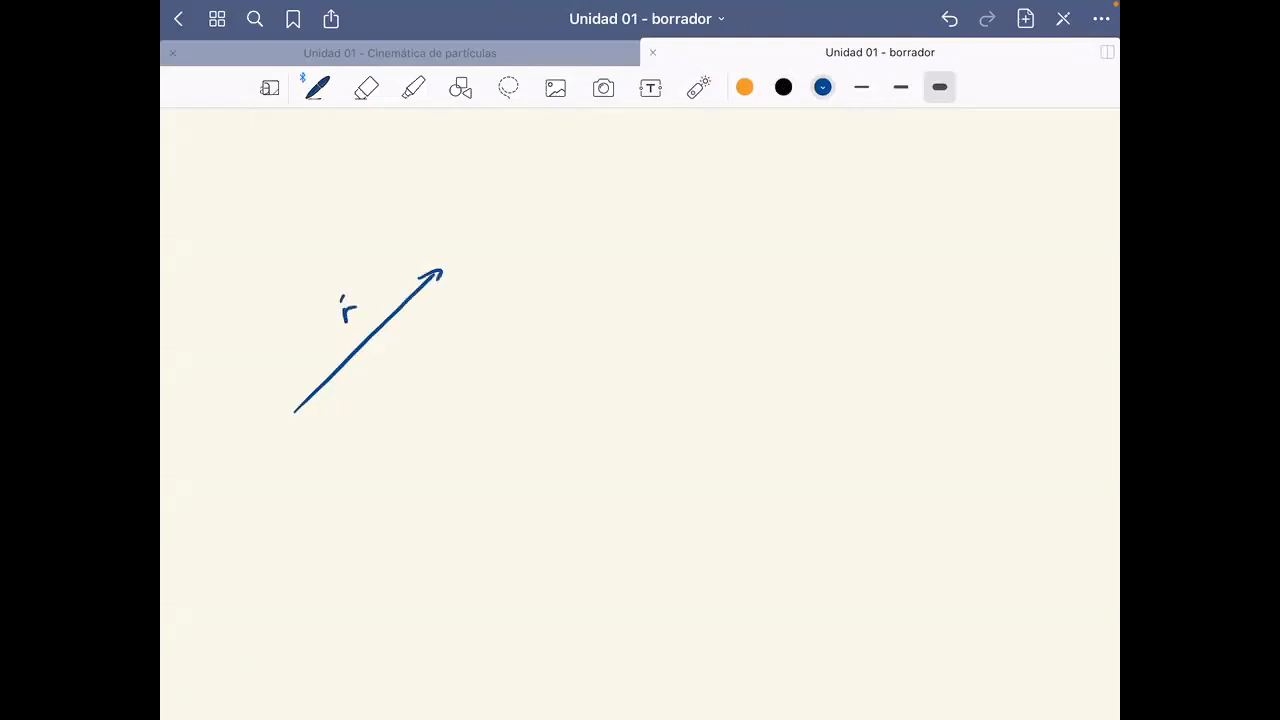 Unidad 01 - borrador
Unidad 01 - Cinemática de partículas
Unidad 01 - borrador
T
r